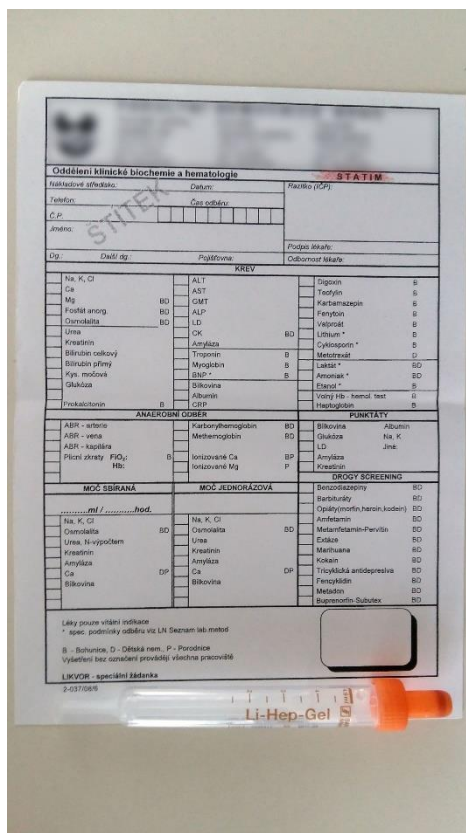 Oddělení klinické biochemie a hematologie
STATIM
Nákladové středisko:
Datum:
Razítko (IČP):
Telefon:
Čas odběru:
Č.P.
ŠTÍTEK
Jméno:
Podpis lékaře:
Dg.:
Další dg.:
Pojišťovna:
Odbornost lékaře:
KREV
Na, K, Cl
Ca
Mg BD
Fosfát anorg. BD
Osmolalita BD
Urea
Kreatinin
Bilirubin celkový
Bilirubin přímý
Kys. močová
Glukóza
Prokalcitonin B
ALT
AST
GMT
ALP
LD
CK BD
Amyláza
Troponin B
Myoglobin B
BNP * B
Bílkovina
Albumin
CRP
Digoxin B
Teofylin B
Karbamazepin B
Fenytoin B
Valproát B
Lithium * B
Cyklosporin * B
Metotrexát D
Laktát * BD
Amoniak * BD
Etanol * B
Volný Hb - hemol. test B
Haptoglobin B
ANAEROBNÍ ODBĚR
ABR - arterie
ABR - vena
ABR - kapilára
Plicní zkraty FiO2: B
Hb:
Karbonylhemoglobin BD
Methemoglobin BD
Ionizované Ca BP
Ionizované Mg P
PUNKTÁTY
Bílkovina Albumin
Glukóza Na, K
LD Jiné:
Amyláza
Kreatinin
MOČ SBÍRANÁ
..........ml / ..........hod.
Na, K, Cl
Osmolalita BD
Urea, N-výpočtem
Kreatinin
Amyláza
Ca DP
Bílkovina
MOČ JEDNORÁZOVÁ
Na, K, Cl
Osmolalita BD
Urea
Kreatinin
Amyláza
Ca DP
Bílkovina
DROGY SCREENING
Benzodiazepiny BD
Barbituráty BD
Opiáty(morfin,heroin,kodein) BD
Amfetamin BD
Metamfetamin-Pervitin BD
Extáze BD
Marihuana BD
Kokain BD
Tricyklická antidepresiva BD
Fencyklidin BD
Metadon BD
Buprenorfin-Subutex BD
Léky pouze vitální indikace
* spec. podmínky odběru viz LN Seznam lab.metod
B - Bohunice, D - Dětská nem., P - Porodnice
Vyšetření bez označení provádějí všechna pracoviště
LIKVOR - speciální žádanka
2-037/08/6
Li-Hep-Gel